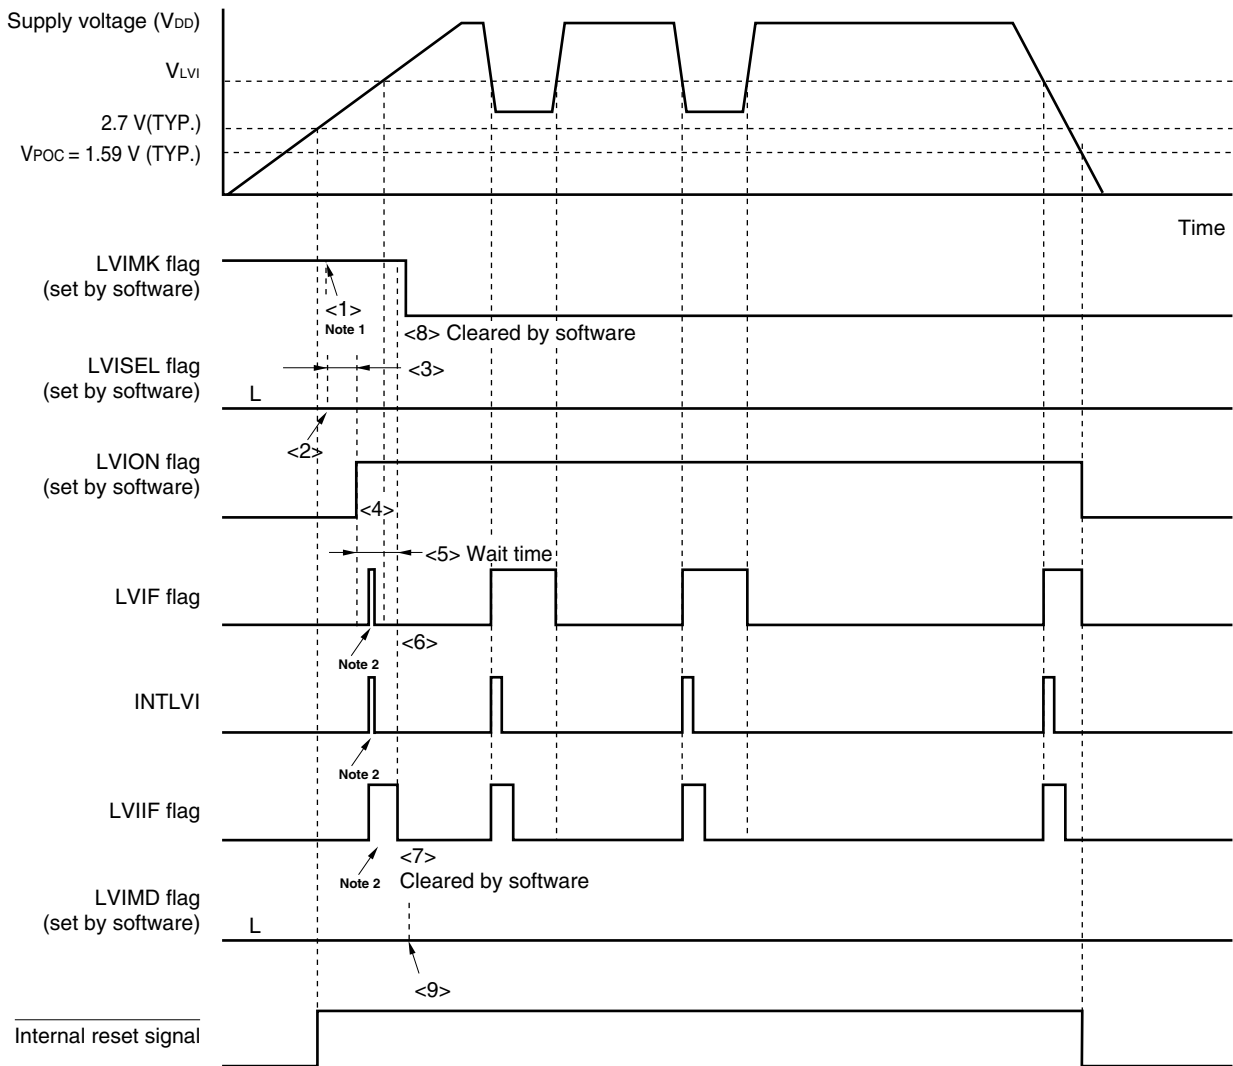 Supply voltage (VDD)
VLVI
2.7 V(TYP.)
VPOC = 1.59 V (TYP.)
Time
LVIMK flag
(set by software)
<1>
Note 1
<8> Cleared by software
LVISEL flag
(set by software)
<3>
L
<2>
LVION flag
(set by software)
<4>
<5> Wait time
LVIF flag
<6>
Note 2
INTLVI
Note 2
LVIIF flag
<7>
Note 2
Cleared by software
LVIMD flag
(set by software)
L
<9>
Internal reset signal